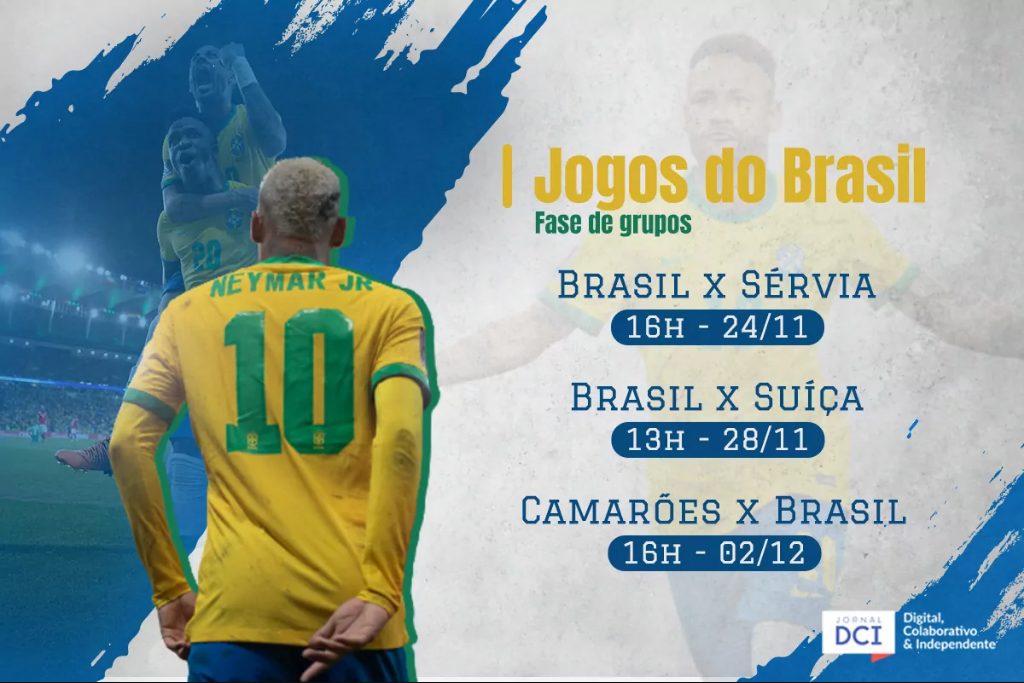 Jogos do Brasil
Fase de grupos
Brasil x Sérvia
16h - 24/11
Brasil x Suíça
13h - 28/11
Camarões x Brasil
16h - 02/12
NEYMAR JR
10
20
JORNAL
DCI
Digital,
Colaborativo
& Independente